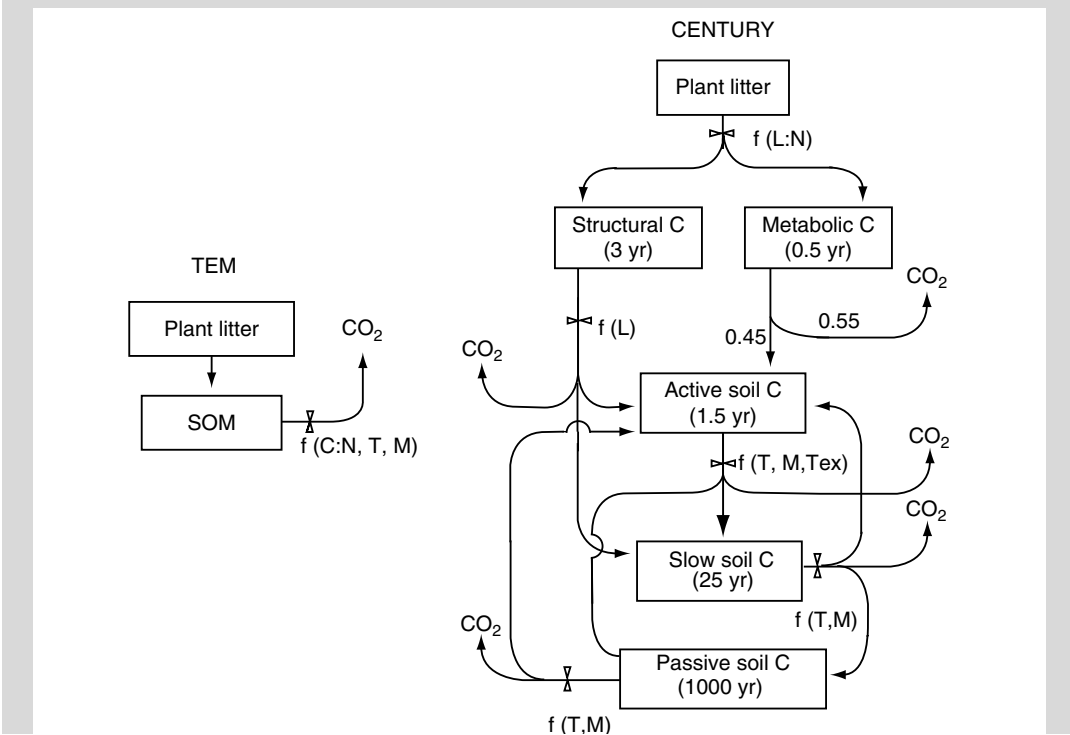 CENTURY
Plant litter
f (L:N)
Structural C
(3 yr)
Metabolic C
(0.5 yr)
TEM
Plant litter
CO2
SOM
f (C:N, T, M)
CO2
f (L)
0.45
0.55
CO2
Active soil C
(1.5 yr)
f (T, M,Tex)
CO2
CO2
Slow soil C
(25 yr)
f (T,M)
CO2
Passive soil C
(1000 yr)
f (T,M)